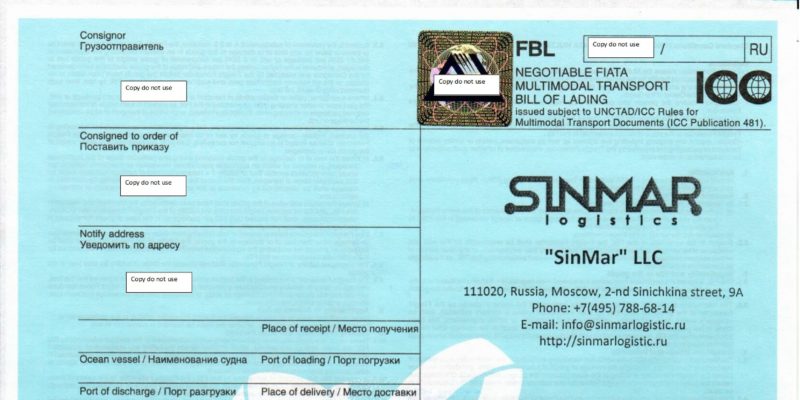 Consignor
Грузоотправитель
Copy do not use
Consigned to order of
Поставить приказу
Copy do not use
Notify address
Уведомить по адресу
Copy do not use
Place of receipt / Место получения
Ocean vessel / Наименование судна
Port of loading / Порт погрузки
Port of discharge / Порт разгрузки
Place of delivery / Место доставки
Copy do not use
FBL
Copy do not use
/
RU
NEGOTIABLE FIATA
MULTIMODAL TRANSPORT
BILL OF LADING
issued subject to UNCTAD/ICC Rules for
Multimodal Transport Documents (ICC Publication 481).
ICC
SINMAR
logistics
"SinMar" LLC
111020, Russia, Moscow, 2-nd Sinichkina street, 9A
Phone: +7(495) 788-68-14
E-mail: info@sinmarlogistic.ru
http://sinmarlogistic.ru